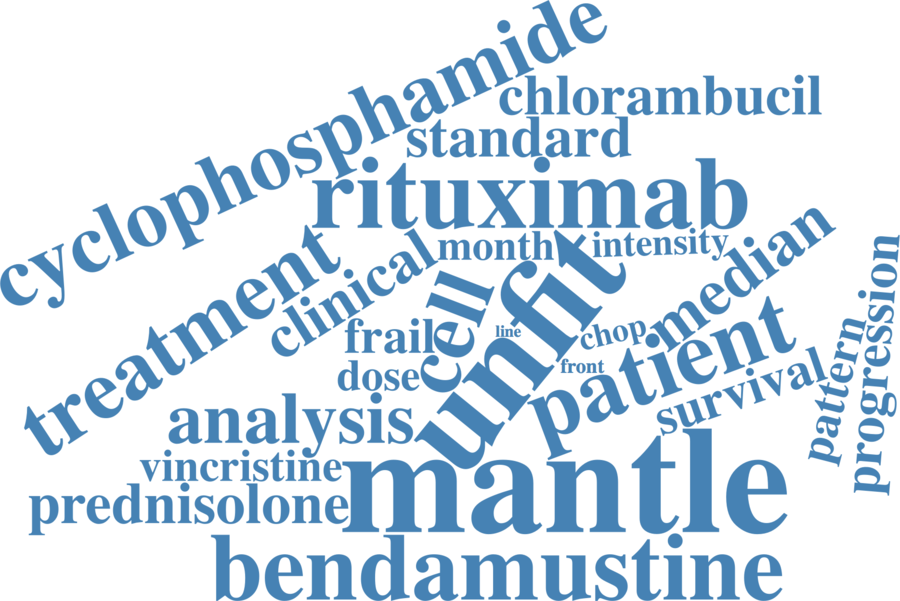 cyclophosphamide
chlorambucil
standard
rituximab
treatment
clinical
month
intensity
median
unfit
cell
frail
line
chop
front
dose
patient
survival
pattern
progression
analysis
vincristine
mantle
prednisolone
bendamustine